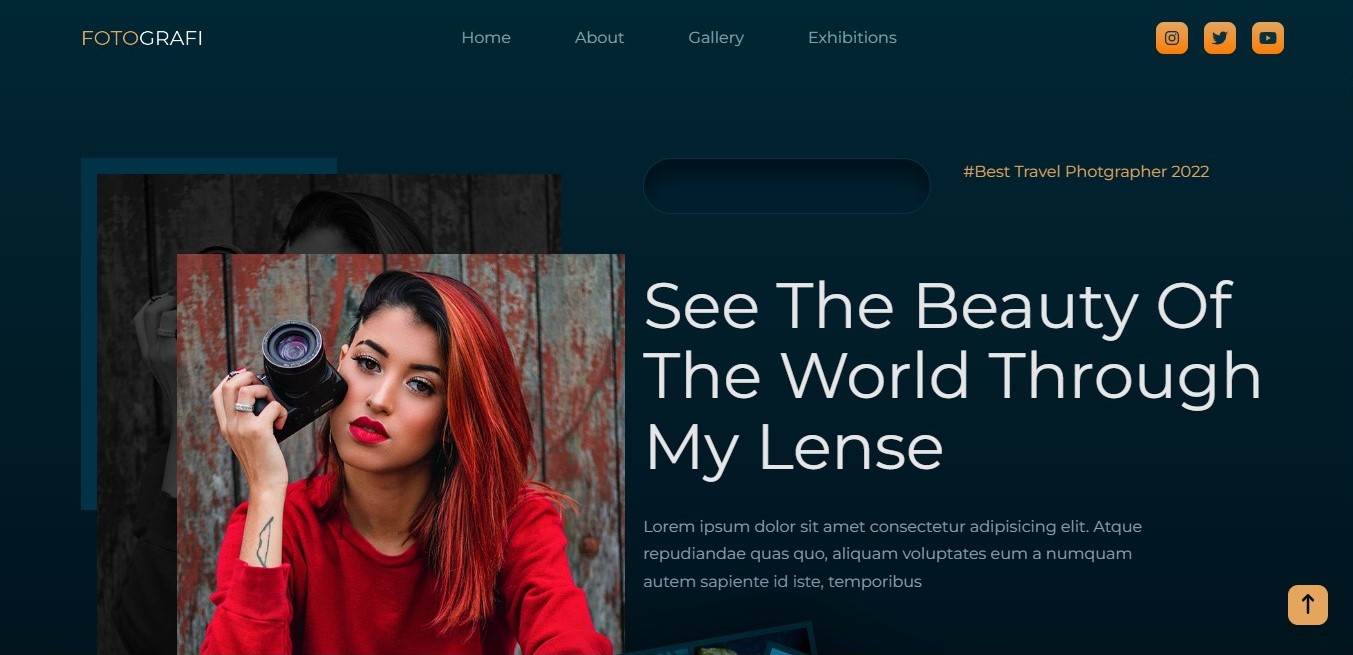 FOTOGRAFI
Home
About
Gallery
Exhibitions
#Best Travel Photgrapher 2022
See The Beauty Of
The World Through
My Lense
Lorem ipsum dolor sit amet consectetur adipisicing elit. Atque
repudiandae quas quo, aliquam voluptates eum a numquam
autem sapiente id iste, temporibus